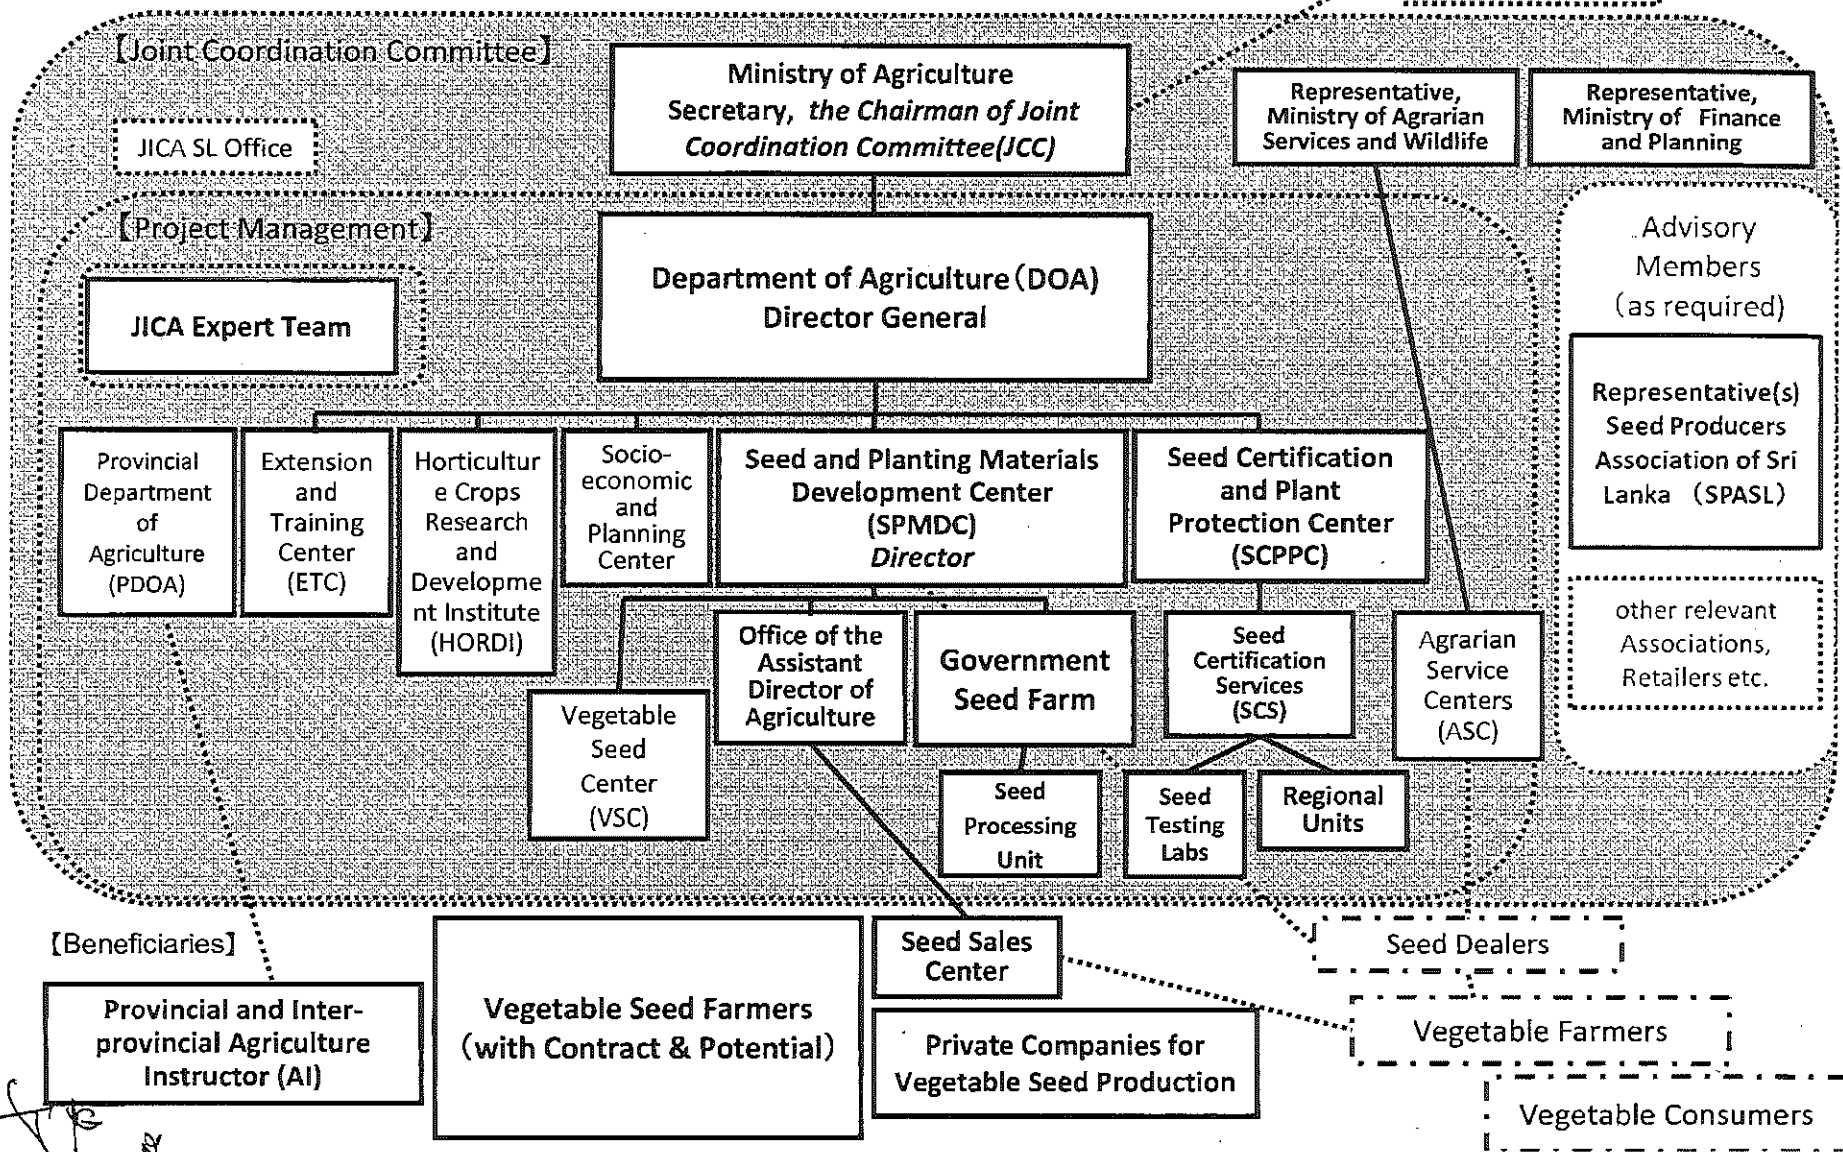 【Joint Coordination Committee】
Ministry of Agriculture
Secretary, the Chairman of Joint
Coordination Committee(JCC)
Representative,
Ministry of Agrarian
Services and Wildlife
Representative,
Ministry of Finance
and Planning
JICA SL Office
【Project Management】
JICA Expert Team
Department of Agriculture(DOA)
Director General
Advisory
Members
(as required)
Representative(s)
Seed Producers
Association of Sri
Lanka (SPASL)
other relevant
Associations,
Retailers etc.
Provincial
Department
of
Agriculture
(PDOA)
Extension
and
Training
Center
(ETC)
Horticultur
e Crops
Research
and
Developme
nt Institute
(HORDI)
Socio-
economic
and
Planning
Center
Seed and Planting Materials
Development Center
(SPMDC)
Director
Seed Certification
and Plant
Protection Center
(SCPPC)
Vegetable
Seed
Center
(VSC)
Office of the
Assistant
Director of
Agriculture
Government
Seed Farm
Seed
Certification
Services
(SCS)
Agrarian
Service
Centers
(ASC)
Seed
Processing
Unit
Seed
Testing
Labs
Regional
Units
【Beneficiaries】
Provincial and Inter-
provincial Agriculture
Instructor (AI)
Vegetable Seed Farmers
(with Contract & Potential)
Seed Sales
Center
Private Companies for
Vegetable Seed Production
Seed Dealers
Vegetable Farmers
Vegetable Consumers